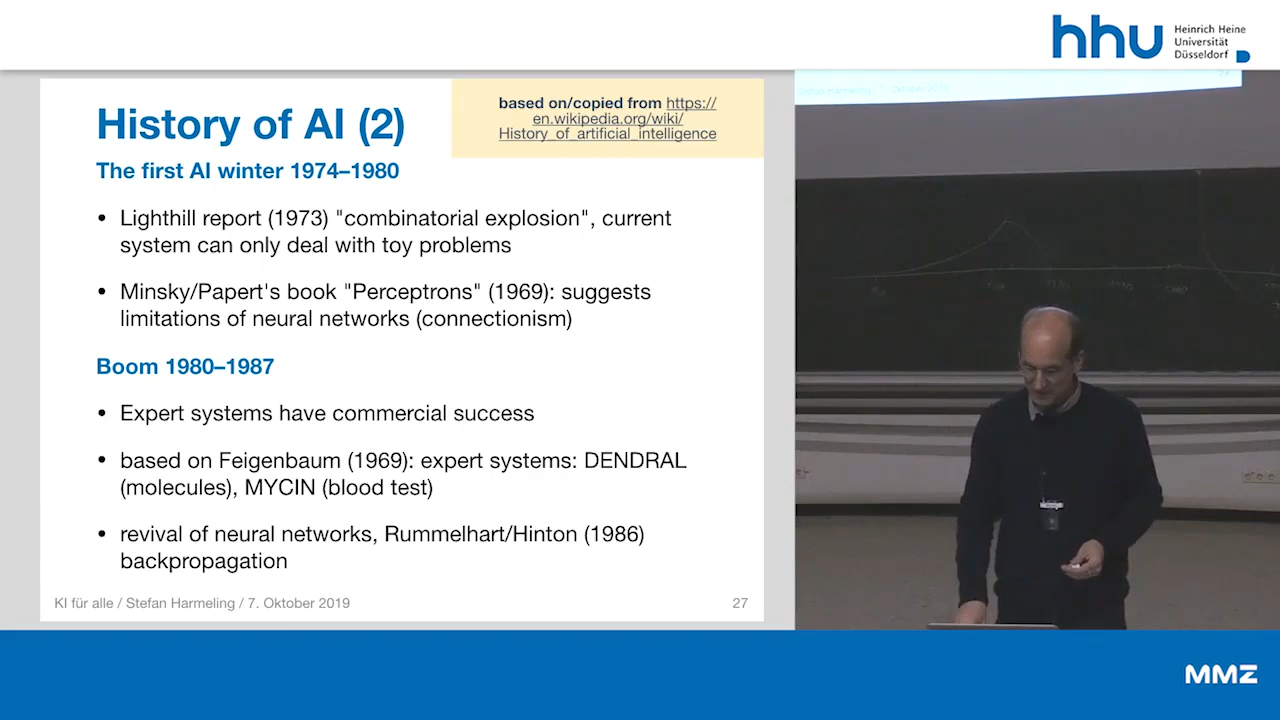 hhu
Heinrich Heine
Universität
Düsseldorf
History of AI (2)
based on/copied from https://
en.wikipedia.org/wiki/
History_of_artificial_intelligence
The first AI winter 1974–1980
• Lighthill report (1973) "combinatorial explosion", current
system can only deal with toy problems
• Minsky/Papert's book "Perceptrons" (1969): suggests
limitations of neural networks (connectionism)
Boom 1980–1987
• Expert systems have commercial success
• based on Feigenbaum (1969): expert systems: DENDRAL
(molecules), MYCIN (blood test)
• revival of neural networks, Rummelhart/Hinton (1986)
backpropagation
KI für alle / Stefan Harmeling / 7. Oktober 2019
27
MMZ